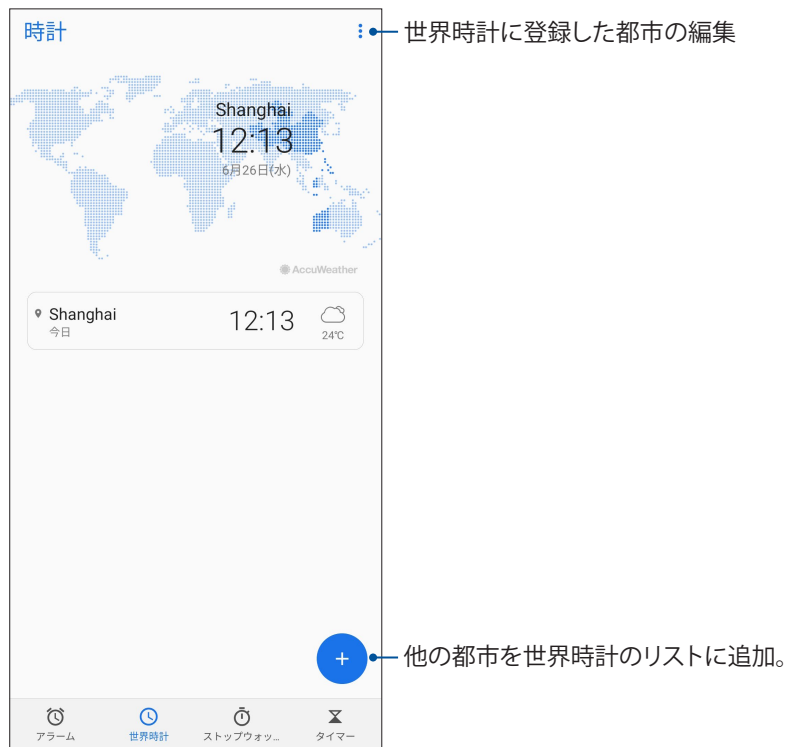 時計
世界時計に登録した都市の編集
Shanghai
12:13
6月26日(水)
AccuWeather
Shanghai
今日
12:13
24℃
+
他の都市を世界時計のリストに追加。
アラーム
世界時計
ストップウォッ...
タイマー